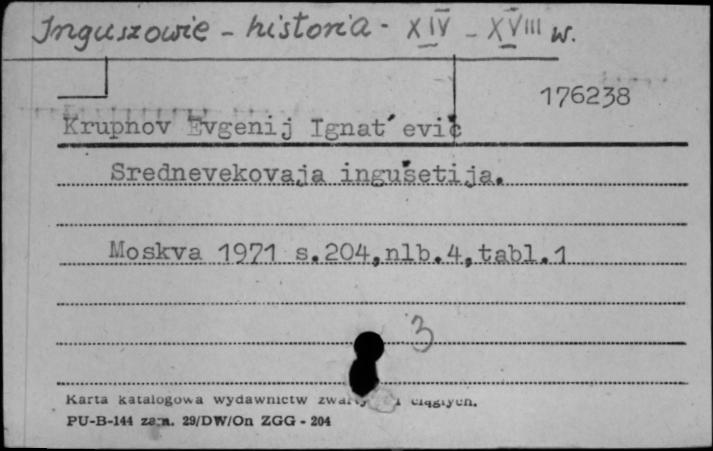 Inguszowie - historia - XIV - XVIII w.
176238
Krupnov Evgenij Ignat'evič
Srednevekovaja ingušetija.
Moskva 1971 s.204,nlb.4,tabl.1
3
Karta katalogowa wydawnictw i ciągłych.
PU-B-144 zam. 29/DW/On ZGG - 204